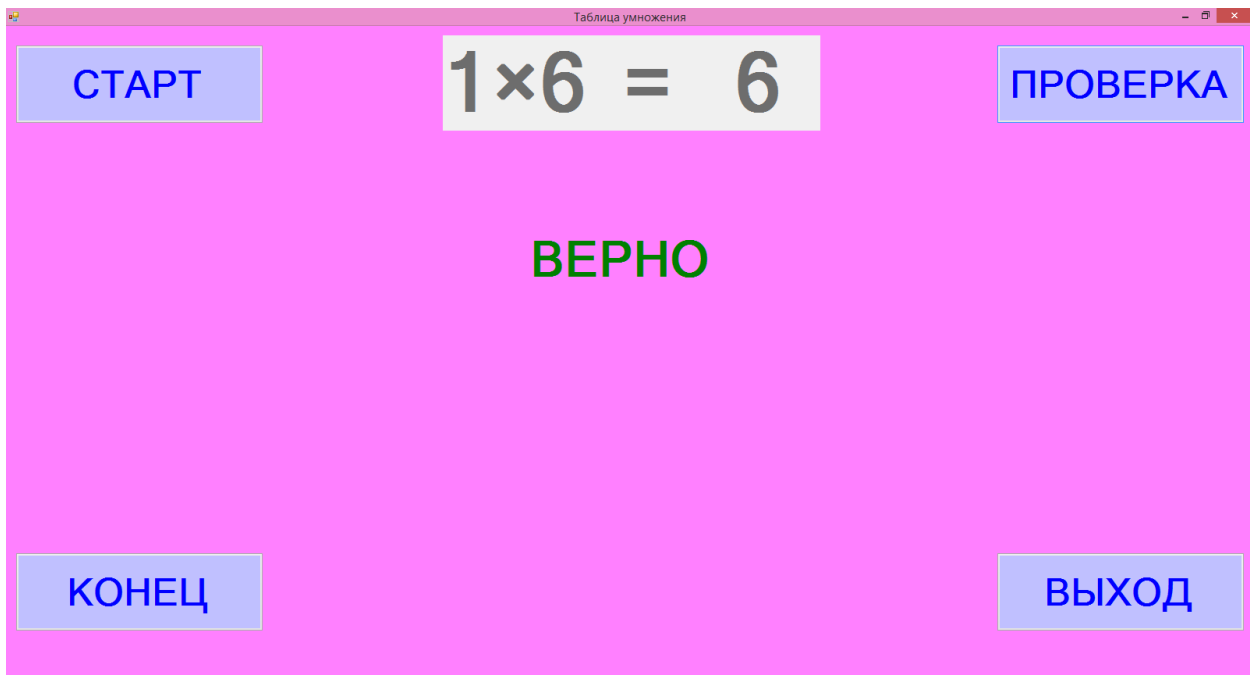 Таблица умножения
СТАРТ
1×6 = 6
ПРОВЕРКА
ВЕРНО
КОНЕЦ
ВЫХОД